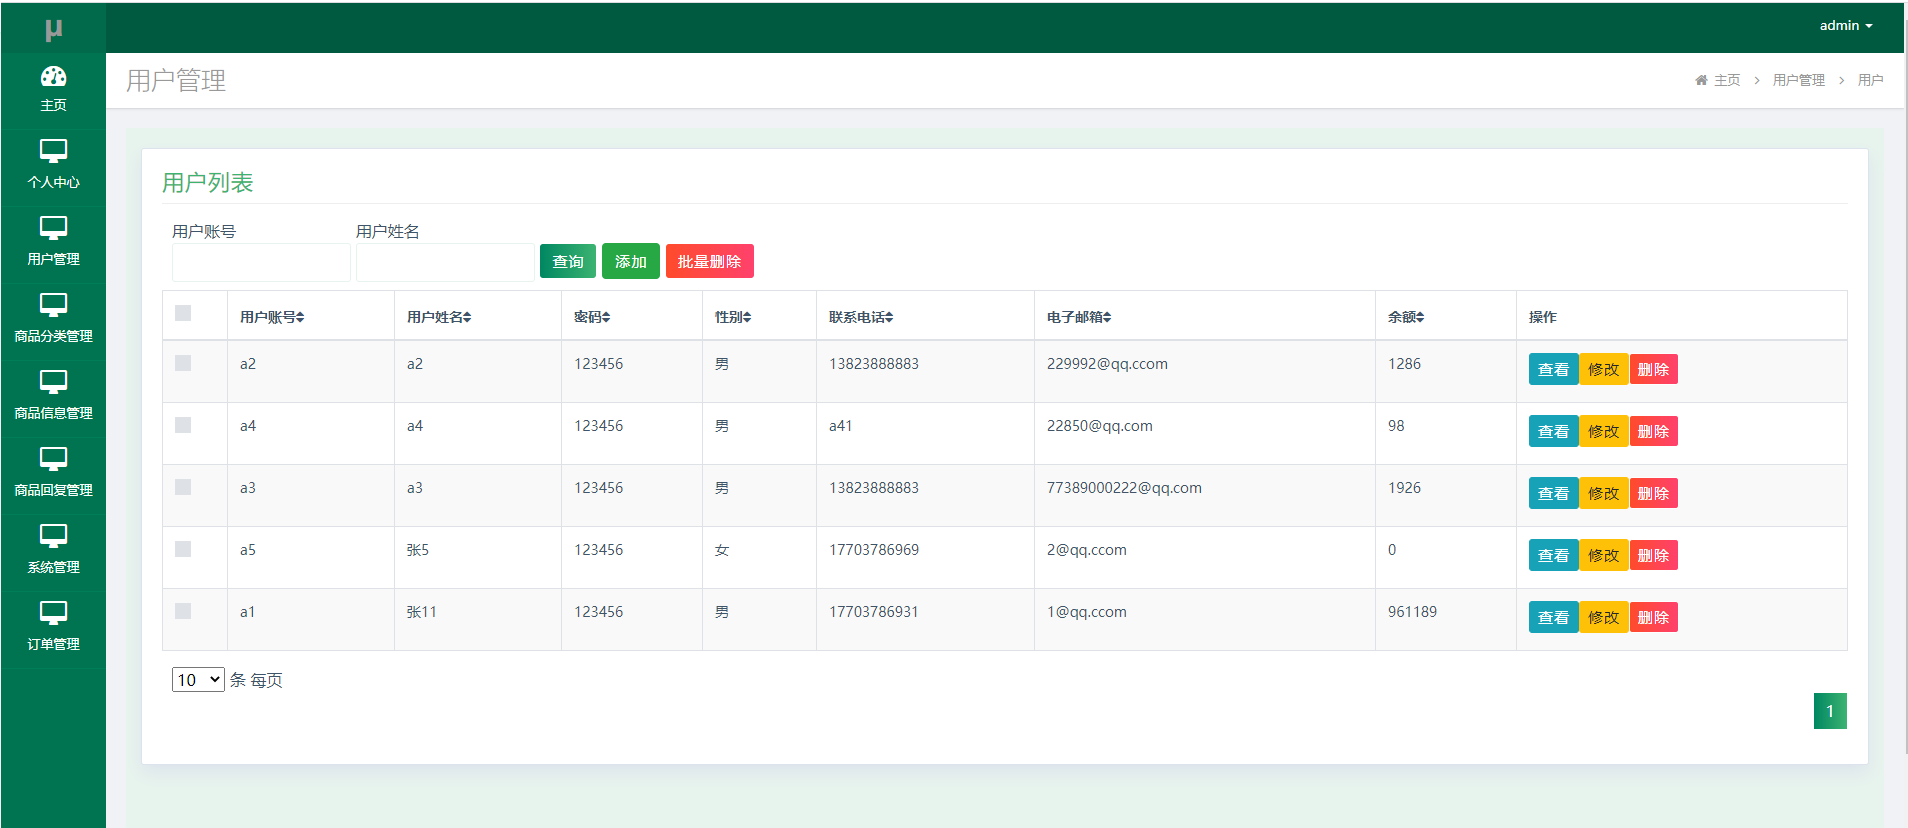 μ
admin
主页
个人中心
用户管理
商品分类管理
商品信息管理
商品回复管理
系统管理
订单管理
用户管理
主页 > 用户管理 > 用户
用户列表
用户账号 用户姓名
查询 添加 批量删除
用户账号 用户姓名 密码 性别 联系电话 电子邮箱 余额 操作
a2 a2 123456 男 13823888883 229992@qq.ccom 1286 查看 修改 删除
a4 a4 123456 男 a41 22850@qq.com 98 查看 修改 删除
a3 a3 123456 男 13823888883 77389000222@qq.com 1926 查看 修改 删除
a5 张5 123456 女 17703786969 2@qq.ccom 0 查看 修改 删除
a1 张11 123456 男 17703786931 1@qq.ccom 961189 查看 修改 删除
10 条 每页
1